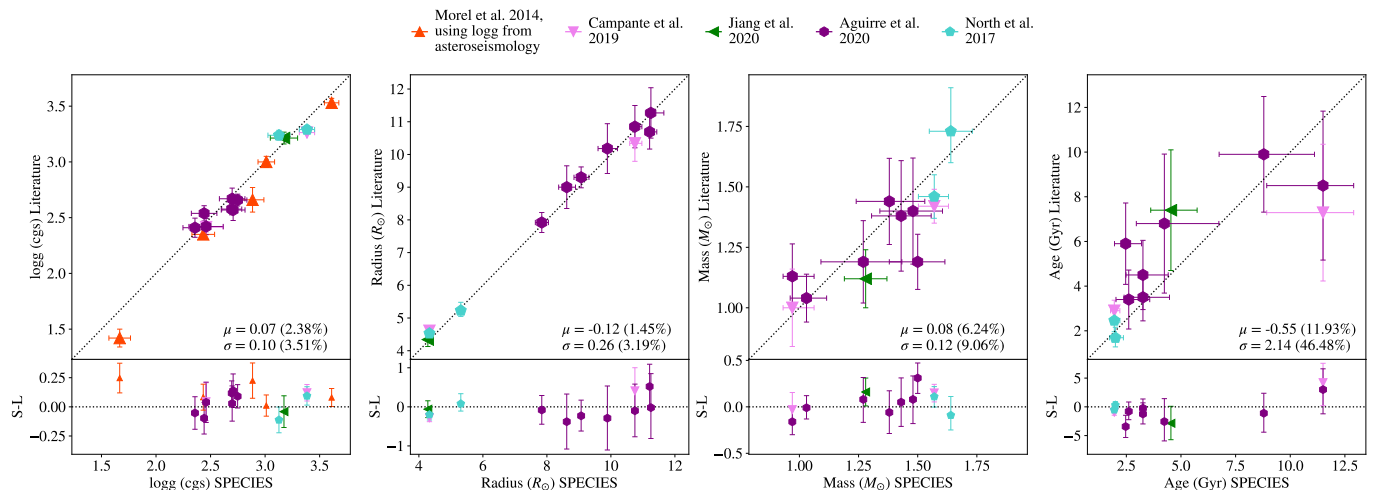 Morel et al. 2014,
using logg from
asteroseismology
Campante et al.
2019
Jiang et al.
2020
Aguirre et al.
2020
North et al.
2017
logg (cgs) Literature
3.5
3.0
2.5
2.0
1.5
μ = 0.07 (2.38%)
σ = 0.10 (3.51%)
S-L
0.25
0.00
−0.25
1.5 2.0 2.5 3.0 3.5
logg (cgs) SPECIES
Radius (R⊙) Literature
12
11
10
9
8
7
6
5
4
μ = -0.12 (1.45%)
σ = 0.26 (3.19%)
1
0
−1
4 6 8 10 12
Radius (R⊙) SPECIES
Mass (M⊙) Literature
1.75
1.50
1.25
1.00
μ = 0.08 (6.24%)
σ = 0.12 (9.06%)
S-L
0.5
0.0
−0.5
1.00 1.25 1.50 1.75
Mass (M⊙) SPECIES
Age (Gyr) Literature
12
10
8
6
4
2
μ = -0.55 (11.93%)
σ = 2.14 (46.48%)
S-L
5
0
−5
2.5 5.0 7.5 10.0 12.5
Age (Gyr) SPECIES